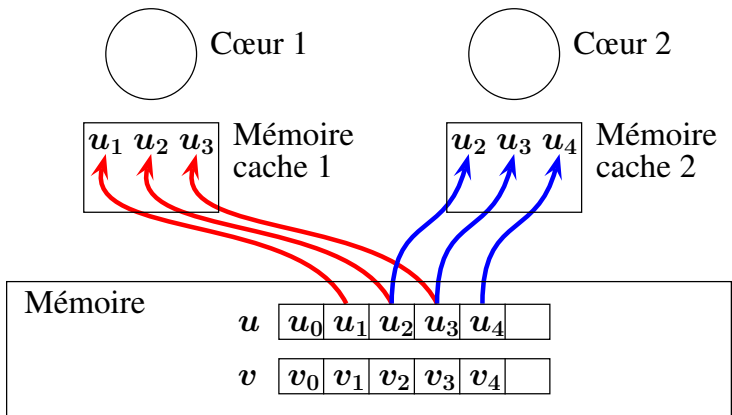 Cœur 1
Cœur 2
u₁ u₂ u₃
Mémoire
cache 1
u₂ u₃ u₄
Mémoire
cache 2
Mémoire
u u₀ u₁ u₂ u₃ u₄
v v₀ v₁ v₂ v₃ v₄